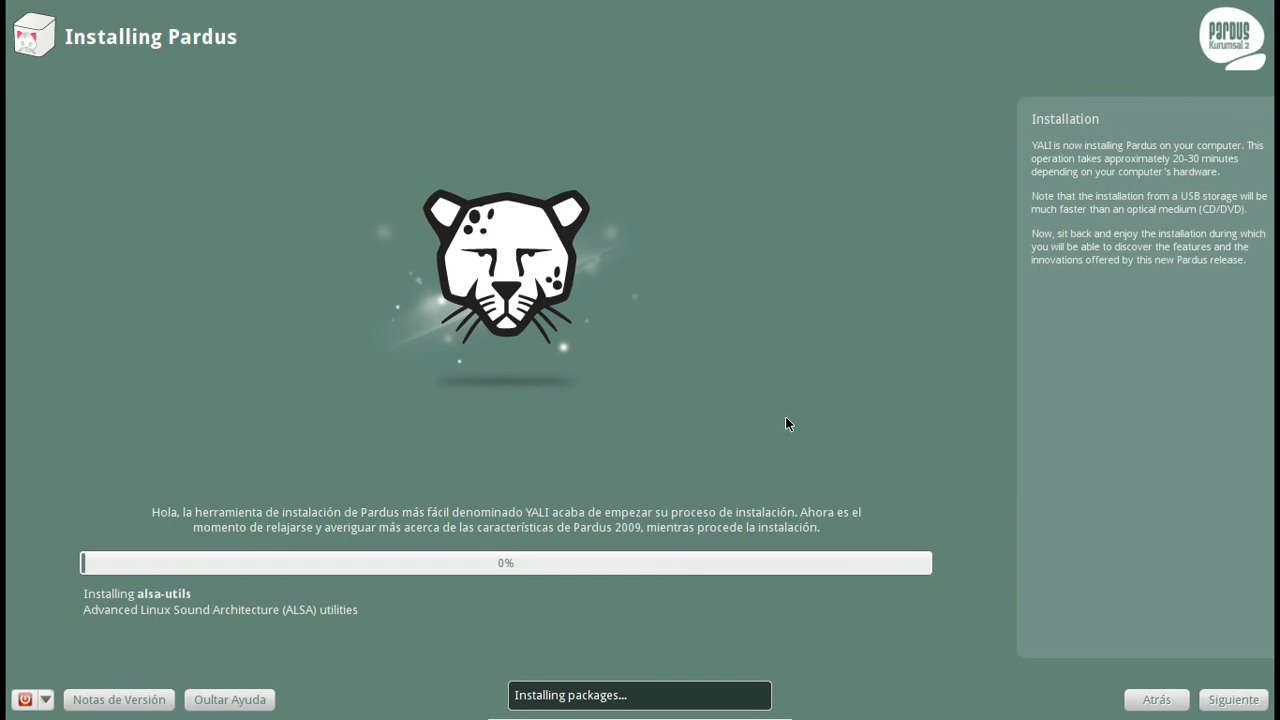 Installing Pardus
PARDUS
Kurumsal 2
Installation
YALI is now installing Pardus on your computer. This
operation takes approximately 20-30 minutes
depending on your computer's hardware.
Note that the installation from a USB storage will be
much faster than an optical medium (CD/DVD).
Now, sit back and enjoy the installation during which
you will be able to discover the features and the
innovations offered by this new Pardus release.
Hola, la herramienta de instalación de Pardus más fácil denominado YALI acaba de empezar su proceso de instalación. Ahora es el
momento de relajarse y averiguar más acerca de las características de Pardus 2009, mientras procede la instalación.
0%
Installing alsa-utils
Advanced Linux Sound Architecture (ALSA) utilities
Notas de Versión
Oultar Ayuda
Installing packages...
Atrás
Siguiente